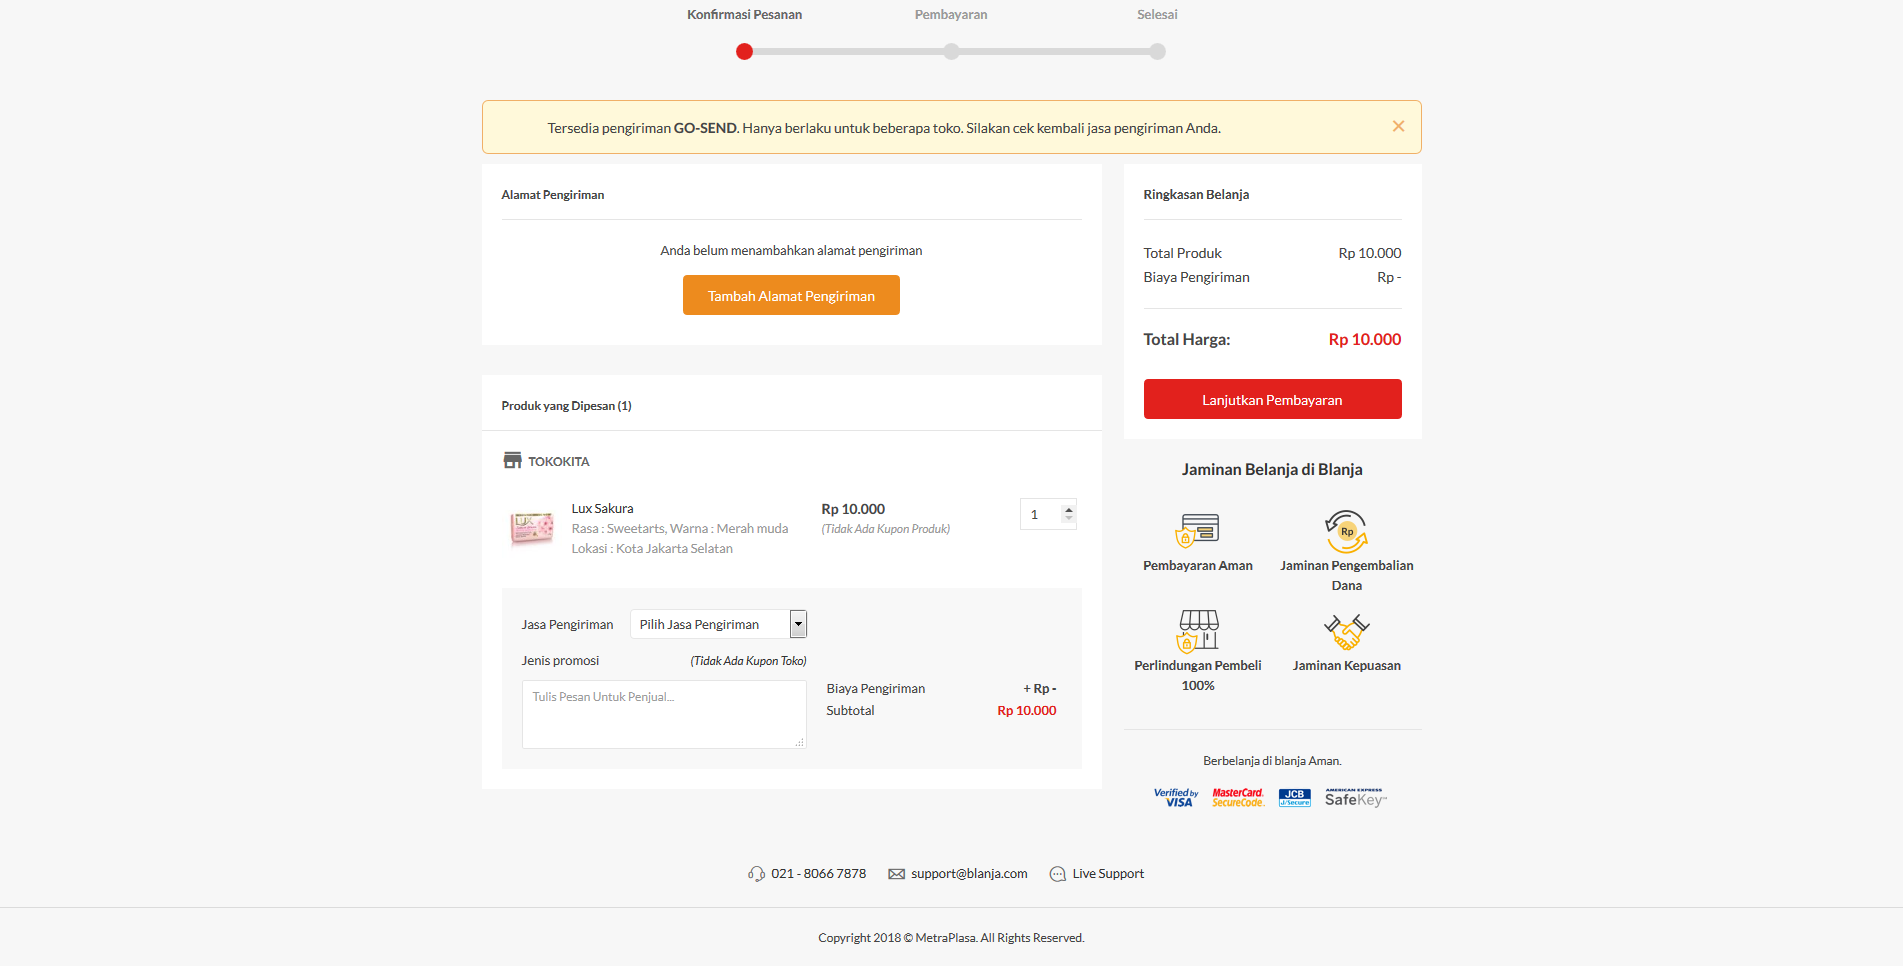 Konfirmasi Pesanan
Pembayaran
Selesai
Tersedia pengiriman GO-SEND. Hanya berlaku untuk beberapa toko. Silakan cek kembali jasa pengiriman Anda.
Alamat Pengiriman
Anda belum menambahkan alamat pengiriman
Tambah Alamat Pengiriman
Produk yang Dipesan (1)
TOKOKITA
LUX
Lux Sakura
Rasa : Sweetarts, Warna : Merah muda
Lokasi : Kota Jakarta Selatan
Rp 10.000
(Tidak Ada Kupon Produk)
1
Jasa Pengiriman
Pilih Jasa Pengiriman
Jenis promosi
(Tidak Ada Kupon Toko)
Tulis Pesan Untuk Penjual...
Biaya Pengiriman + Rp -
Subtotal Rp 10.000
Ringkasan Belanja
Total Produk Rp 10.000
Biaya Pengiriman Rp -
Total Harga: Rp 10.000
Lanjutkan Pembayaran
Jaminan Belanja di Blanja
Pembayaran Aman
Rp
Jaminan Pengembalian
Dana
Perlindungan Pembeli
100%
Jaminan Kepuasan
Berbelanja di blanja Aman.
Verified by
VISA
MasterCard.
SecureCode.
JCB
J/Secure
AMERICAN EXPRESS
SafeKey™
021 - 8066 7878
support@blanja.com
Live Support
Copyright 2018 © MetraPlasa. All Rights Reserved.